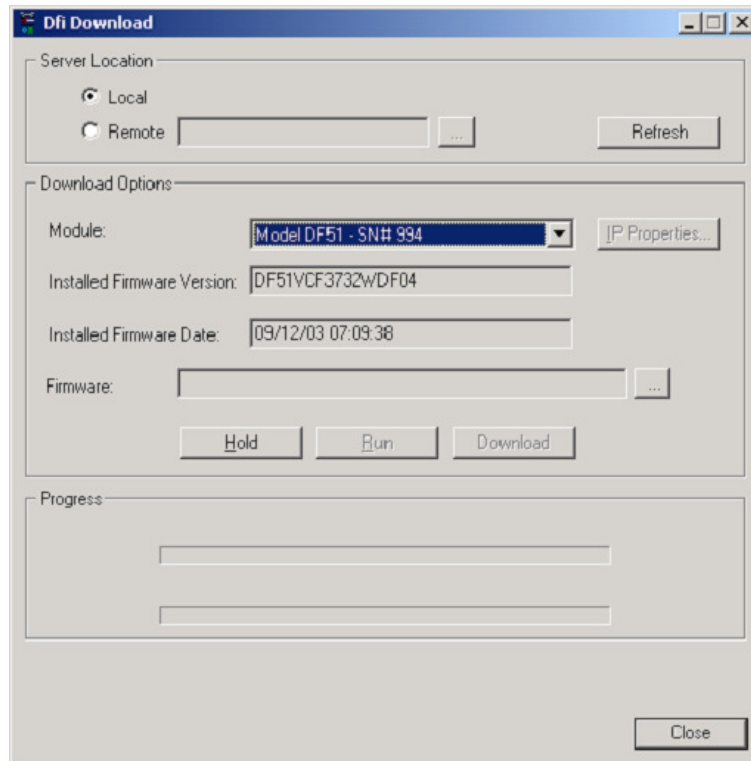 Dfi Download
Server Location
Local
Remote ...
Refresh
Download Options
Module: Model DF51 - SN# 994 IP Properties...
Installed Firmware Version: DF51VCF3732WDF04
Installed Firmware Date: 09/12/03 07:09:38
Firmware: ...
Hold Run Download
Progress
Close